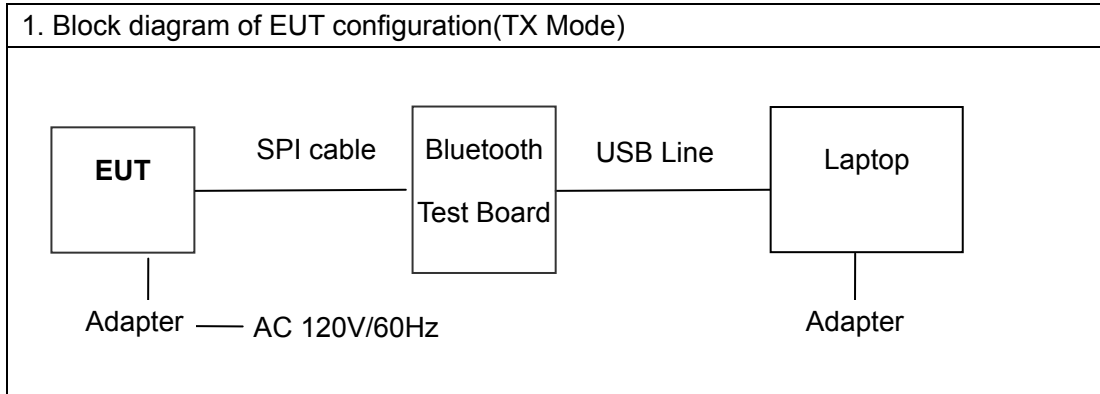 1. Block diagram of EUT configuration(TX Mode)
EUT
SPI cable
Bluetooth
Test Board
USB Line
Laptop
Adapter
AC 120V/60Hz
Adapter